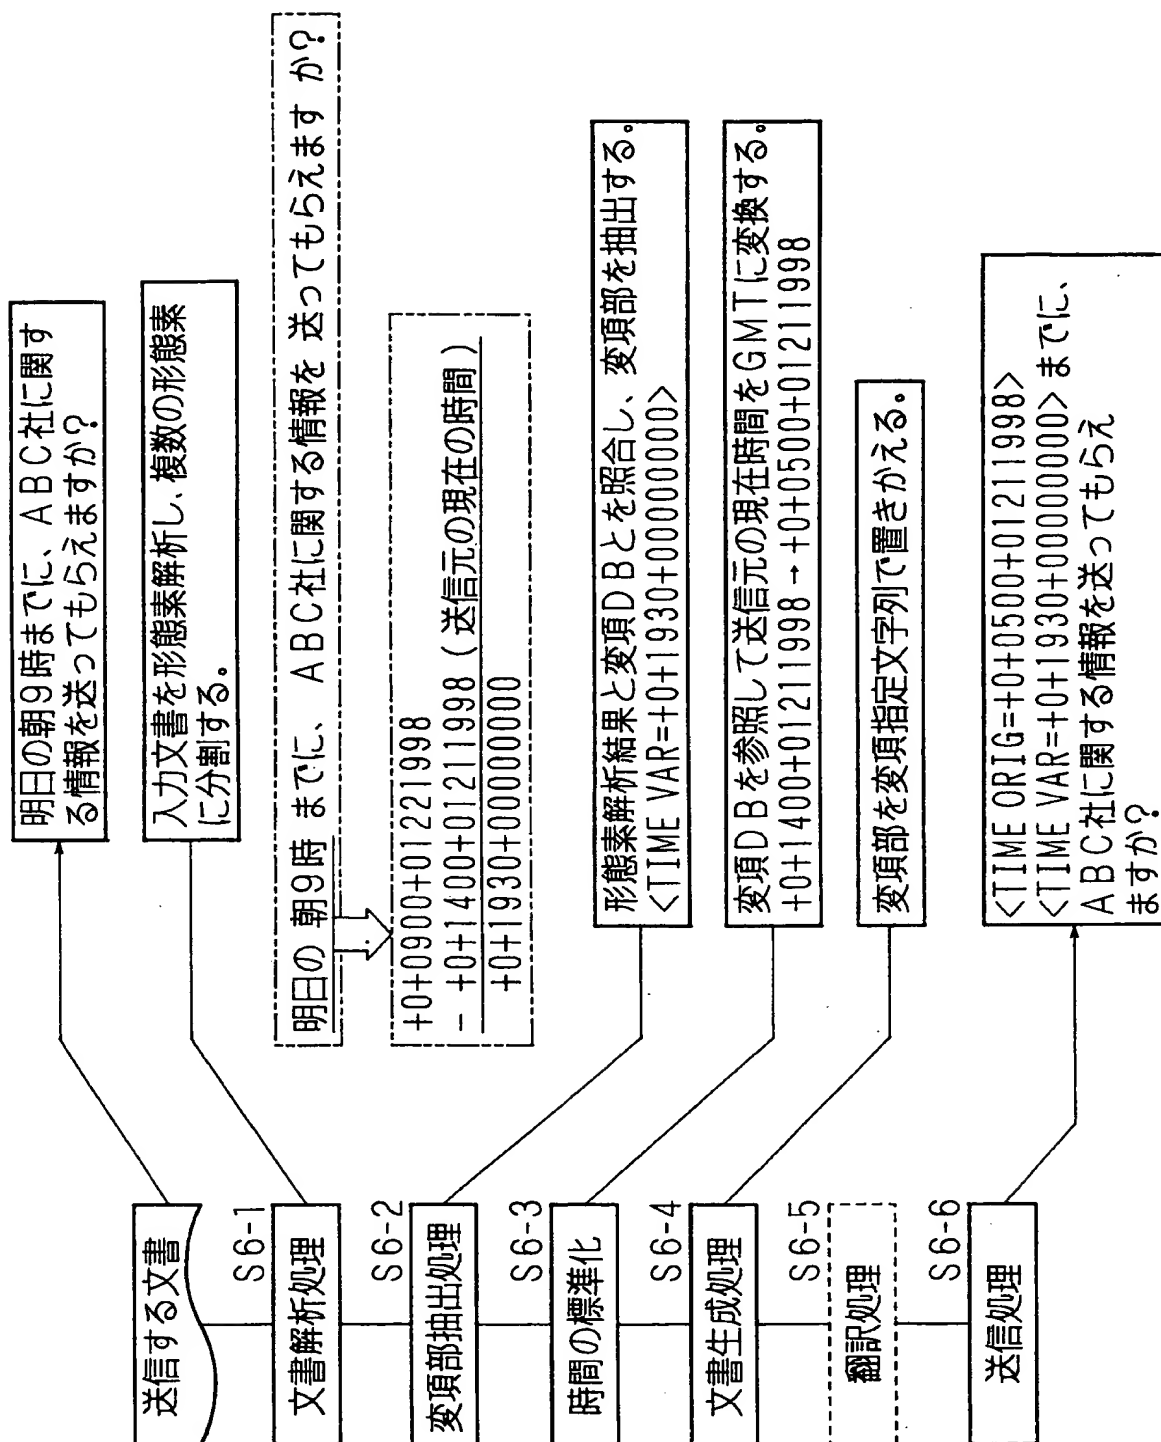 送信する文書
明日の朝9時までに、ABC社に関す
る情報を送ってもらえますか?
S6-1
文書解析処理
入力文書を形態素解析し、複数の形態素
に分割する。
明日の 朝9時 までに、 ABC社に関する情報を 送ってもらえます か?
+0+0900+01221998
- +0+1400+01211998 (送信元の現在の時間)
+0+1930+00000000
S6-2
変項部抽出処理
形態素解析結果と変項DBとを照合し、変項部を抽出する。
<TIME VAR=+0+1930+00000000>
S6-3
時間の標準化
変項DBを参照して送信元の現在時間をGMTに変換する。
+0+1400+01211998 → +0+0500+01211998
S6-4
文書生成処理
変項部を変項指定文字列で置きかえる。
S6-5
翻訳処理
S6-6
送信処理
<TIME ORIG=+0+0500+01211998>
<TIME VAR=+0+1930+00000000> までに、
ABC社に関する情報を送ってもらえ
ますか?